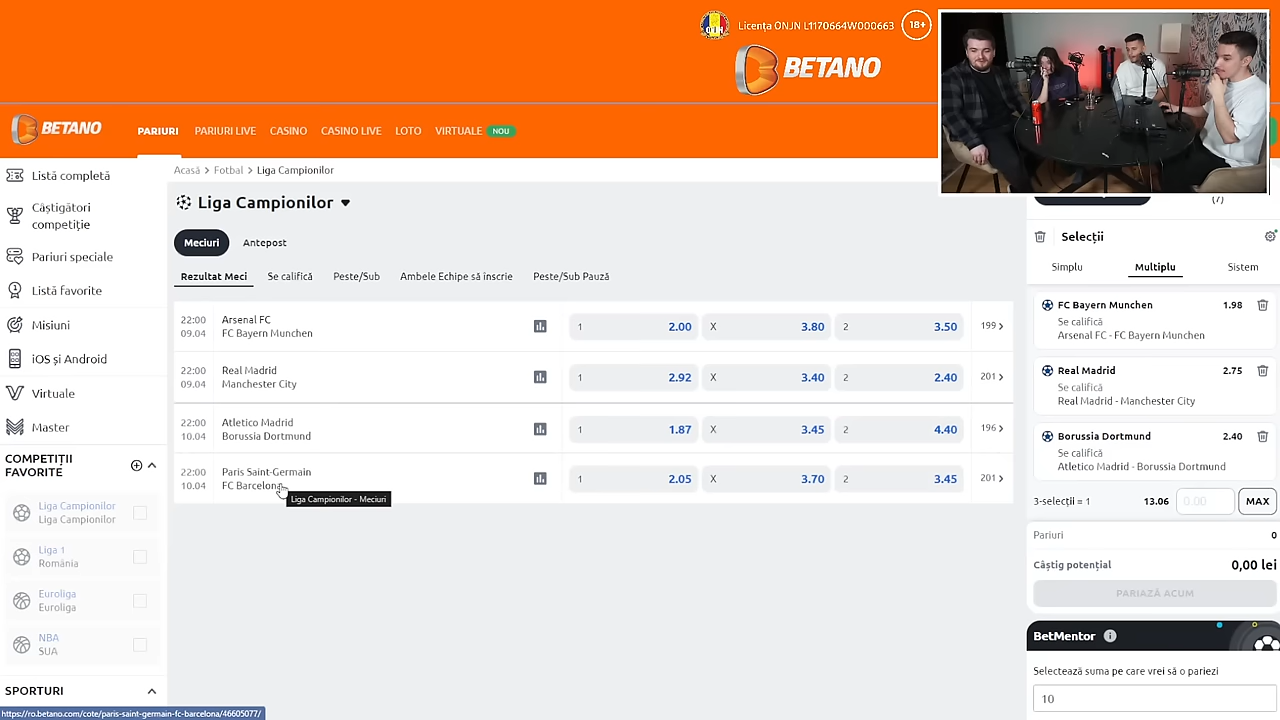 Licența ONJN L1170664W000663
18+
BETANO
BETANO
PARIURI
PARIURI LIVE
CASINO
CASINO LIVE
LOTO
VIRTUALE
NOU
Listă completă
Câștigători
competiție
Pariuri speciale
Listă favorite
Misiuni
iOS și Android
Virtuale
Master
COMPETIȚII
FAVORITE
Liga Campionilor
Liga Campionilor
Liga 1
România
Euroliga
Euroliga
NBA
SUA
SPORTURI
https://ro.betano.com/cote/paris-saint-germain-fc-barcelona/46605077/
Acasă > Fotbal > Liga Campionilor
Liga Campionilor
Meciuri
Antepost
Rezultat Meci
Se califică
Peste/Sub
Ambele Echipe să înscrie
Peste/Sub Pauză
22:00 Arsenal FC
09.04 FC Bayern Munchen
1 2.00 X 3.80 2 3.50 199 >
22:00 Real Madrid
09.04 Manchester City
1 2.92 X 3.40 2 2.40 201 >
22:00 Atletico Madrid
10.04 Borussia Dortmund
1 1.87 X 3.45 2 4.40 196 >
22:00 Paris Saint-Germain
10.04 FC Barcelona
1 2.05 X 3.70 2 3.45 201 >
Liga Campionilor - Meciuri
(7)
Selecții
Simplu
Multiplu
Sistem
FC Bayern Munchen 1.98
Se califică
Arsenal FC - FC Bayern Munchen
Real Madrid 2.75
Se califică
Real Madrid - Manchester City
Borussia Dortmund 2.40
Se califică
Atletico Madrid - Borussia Dortmund
3-selecții = 1 13.06 0.00 MAX
Pariuri 0
Câștig potențial 0,00 lei
PARIAZĂ ACUM
BetMentor
Selectează suma pe care vrei să o pariezi
10